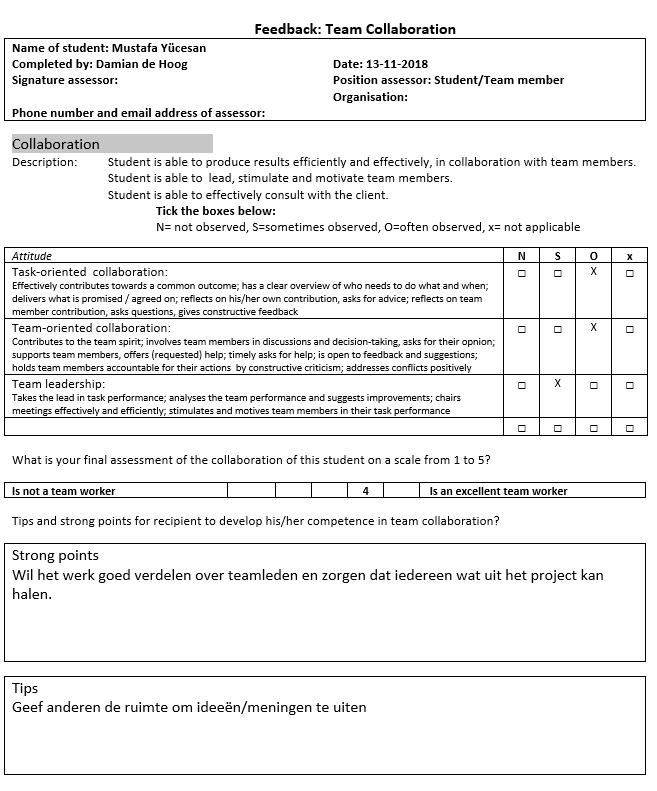 Feedback: Team Collaboration
Name of student: Mustafa Yücesan
Completed by: Damian de Hoog Date: 13-11-2018
Signature assessor: Position assessor: Student/Team member
Organisation:
Phone number and email address of assessor:
Collaboration
Description: Student is able to produce results efficiently and effectively, in collaboration with team members.
Student is able to lead, stimulate and motivate team members.
Student is able to effectively consult with the client.
Tick the boxes below:
N= not observed, S=sometimes observed, O=often observed, x= not applicable
Attitude N S O x
Task-oriented collaboration: ☐ ☐ X ☐
Effectively contributes towards a common outcome; has a clear overview of who needs to do what and when;
delivers what is promised / agreed on; reflects on his/her own contribution, asks for advice; reflects on team
member contribution, asks questions, gives constructive feedback
Team-oriented collaboration: ☐ ☐ X ☐
Contributes to the team spirit; involves team members in discussions and decision-taking, asks for their opnion;
supports team members, offers (requested) help; timely asks for help; is open to feedback and suggestions;
holds team members accountable for their actions by constructive criticism; addresses conflicts positively
Team leadership: ☐ X ☐ ☐
Takes the lead in task performance; analyses the team performance and suggests improvements; chairs
meetings effectively and efficiently; stimulates and motives team members in their task performance
☐ ☐ ☐ ☐
What is your final assessment of the collaboration of this student on a scale from 1 to 5?
Is not a team worker 4 Is an excellent team worker
Tips and strong points for recipient to develop his/her competence in team collaboration?
Strong points
Wil het werk goed verdelen over teamleden en zorgen dat iedereen wat uit het project kan
halen.
Tips
Geef anderen de ruimte om ideeën/meningen te uiten